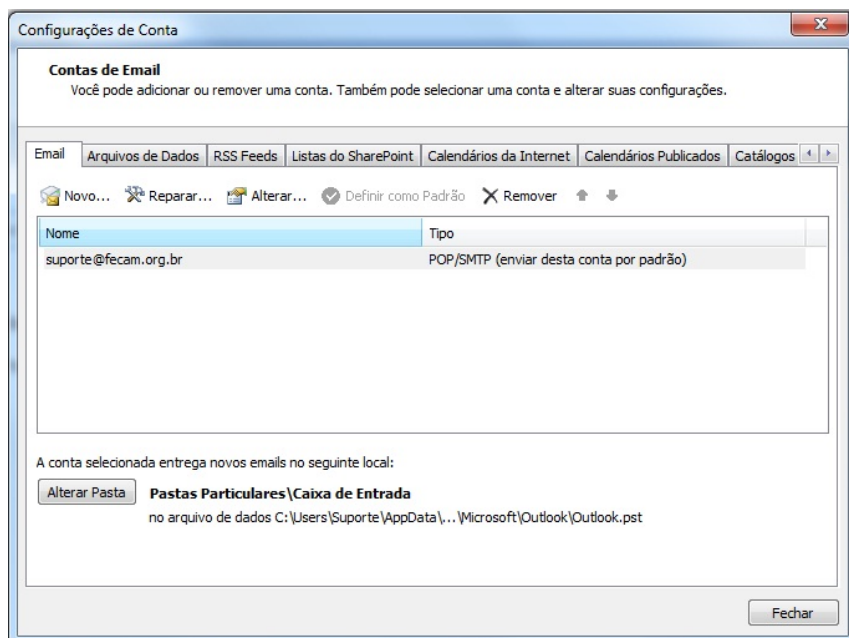 Configurações de Conta
Contas de Email
Você pode adicionar ou remover uma conta. Também pode selecionar uma conta e alterar suas configurações.
Email Arquivos de Dados RSS Feeds Listas do SharePoint Calendários da Internet Calendários Publicados Catálogos
Novo... Reparar... Alterar... Definir como Padrão Remover
Nome Tipo
suporte@fecam.org.br POP/SMTP (enviar desta conta por padrão)
A conta selecionada entrega novos emails no seguinte local:
Alterar Pasta Pastas Particulares\Caixa de Entrada
no arquivo de dados C:\Users\Suporte\AppData\...\Microsoft\Outlook\Outlook.pst
Fechar